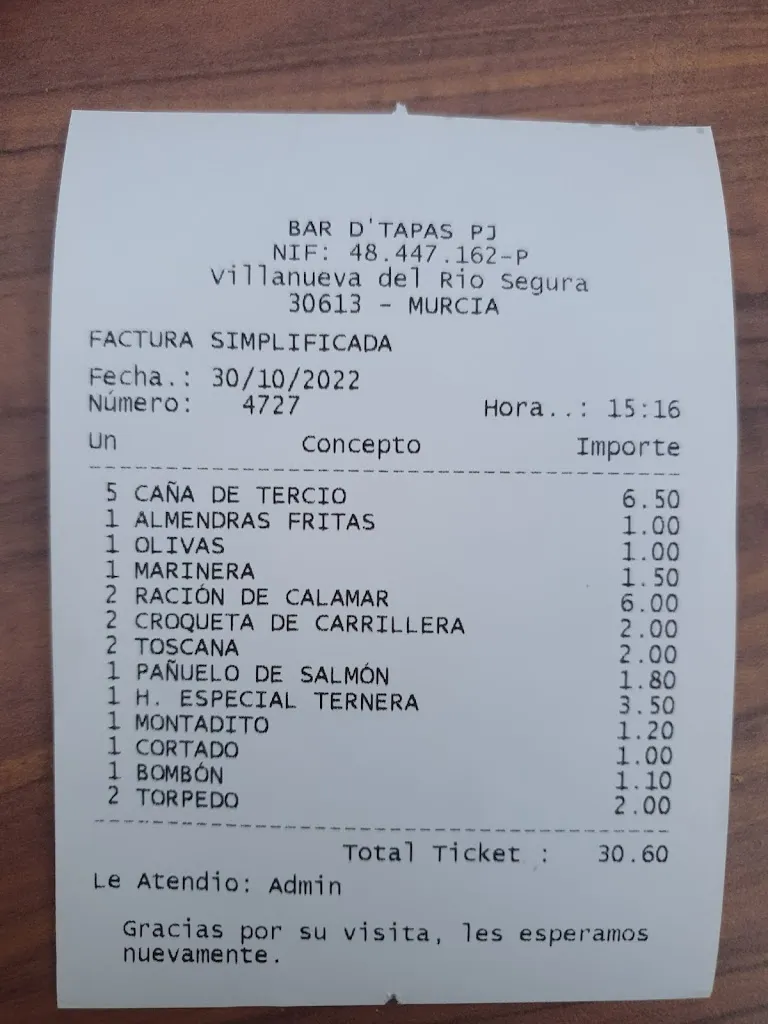 BAR D'TAPAS PJ
NIF: 48.447.162-P
Villanueva del Rio Segura
30613 - MURCIA
FACTURA SIMPLIFICADA
Fecha.: 30/10/2022
Número: 4727 Hora..: 15:16
Un Concepto Importe
5 CAÑA DE TERCIO 6.50
1 ALMENDRAS FRITAS 1.00
1 OLIVAS 1.00
1 MARINERA 1.50
2 RACIÓN DE CALAMAR 6.00
2 CROQUETA DE CARRILLERA 2.00
2 TOSCANA 2.00
1 PAÑUELO DE SALMÓN 1.80
1 H. ESPECIAL TERNERA 3.50
1 MONTADITO 1.20
1 CORTADO 1.00
1 BOMBÓN 1.10
2 TORPEDO 2.00
Total Ticket : 30.60
Le Atendio: Admin
Gracias por su visita, les esperamos
nuevamente.